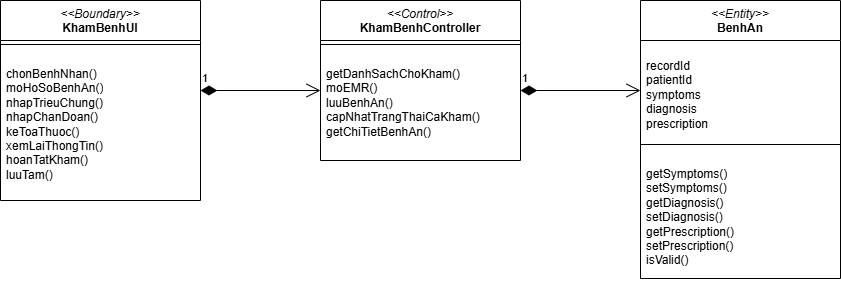 <<Boundary>>
KhamBenhUI
chonBenhNhan()
moHoSoBenhAn()
nhapTrieuChung()
nhapChanDoan()
keToaThuoc()
xemLaiThongTin()
hoanTatKham()
luuTam()
1
<<Control>>
KhamBenhController
getDanhSachChoKham()
moEMR()
luuBenhAn()
capNhatTrangThaiCaKham()
getChiTietBenhAn()
1
<<Entity>>
BenhAn
recordId
patientId
symptoms
diagnosis
prescription
getSymptoms()
setSymptoms()
getDiagnosis()
setDiagnosis()
getPrescription()
setPrescription()
isValid()